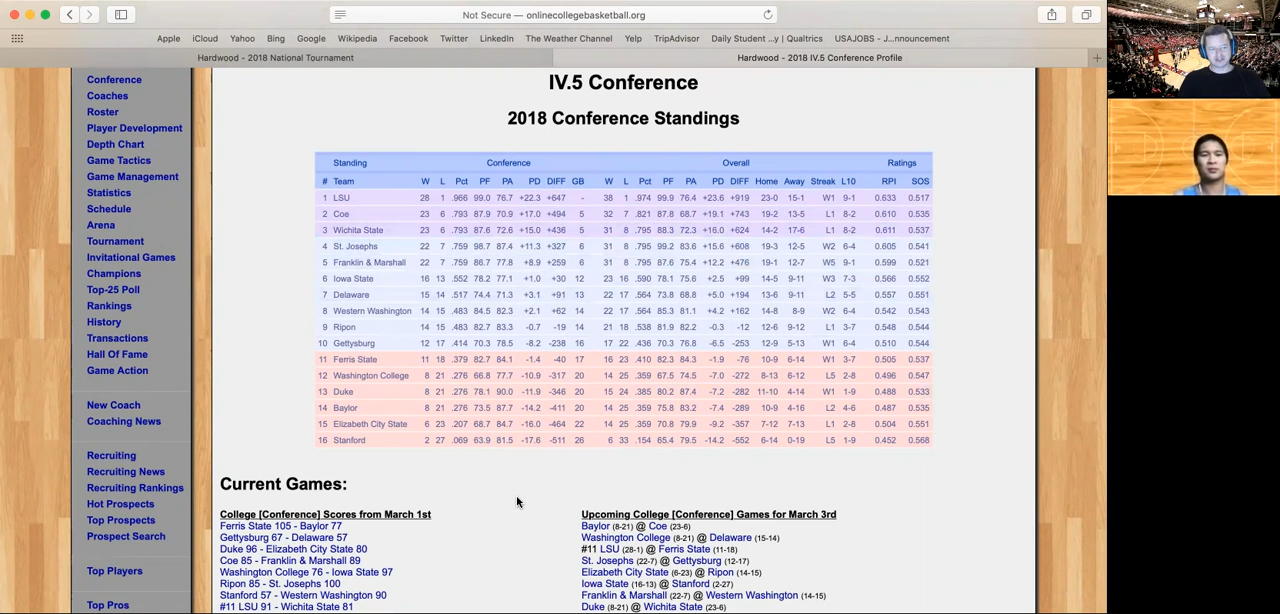 Not Secure — onlinecollegebasketball.org
Apple iCloud Yahoo Bing Google Wikipedia Facebook Twitter LinkedIn The Weather Channel Yelp TripAdvisor Daily Student ...y | Qualtrics USAJOBS - J...nnouncement
Hardwood - 2018 National Tournament
Hardwood - 2018 IV.5 Conference Profile
Conference
Coaches
Roster
Player Development
Depth Chart
Game Tactics
Game Management
Statistics
Schedule
Arena
Tournament
Invitational Games
Champions
Top-25 Poll
Rankings
History
Transactions
Hall Of Fame
Game Action
New Coach
Coaching News
Recruiting
Recruiting News
Recruiting Rankings
Hot Prospects
Top Prospects
Prospect Search
Top Players
Top Pros
IV.5 Conference
2018 Conference Standings
Standing Conference Overall Ratings
# Team W L Pct PF PA PD DIFF GB W L Pct PF PA PD DIFF Home Away Streak L10 RPI SOS
1 LSU 28 1 .966 99.0 76.7 +22.3 +647 - 38 1 .974 99.9 76.4 +23.6 +919 23-0 15-1 W1 9-1 0.633 0.517
2 Coe 23 6 .793 87.9 70.9 +17.0 +494 5 32 7 .821 87.8 68.7 +19.1 +743 19-2 13-5 L1 8-2 0.610 0.535
3 Wichita State 23 6 .793 87.6 72.6 +15.0 +436 5 31 8 .795 88.3 72.3 +16.0 +624 14-2 17-6 L1 8-2 0.611 0.537
4 St. Josephs 22 7 .759 98.7 87.4 +11.3 +327 6 31 8 .795 99.2 83.6 +15.6 +608 19-3 12-5 W2 6-4 0.605 0.541
5 Franklin & Marshall 22 7 .759 86.7 77.8 +8.9 +259 6 31 8 .795 87.6 75.4 +12.2 +476 19-1 12-7 W5 9-1 0.599 0.521
6 Iowa State 16 13 .552 78.2 77.1 +1.0 +30 12 23 16 .590 78.1 75.6 +2.5 +99 14-5 9-11 W3 7-3 0.566 0.552
7 Delaware 15 14 .517 74.4 71.3 +3.1 +91 13 22 17 .564 73.8 68.8 +5.0 +194 13-6 9-11 L2 5-5 0.557 0.551
8 Western Washington 14 15 .483 84.5 82.3 +2.1 +62 14 22 17 .564 85.3 81.1 +4.2 +162 14-8 8-9 W2 6-4 0.542 0.543
9 Ripon 14 15 .483 82.7 83.3 -0.7 -19 14 21 18 .538 81.9 82.2 -0.3 -12 12-6 9-12 L1 3-7 0.548 0.544
10 Gettysburg 12 17 .414 70.3 78.5 -8.2 -238 16 17 22 .436 70.3 76.8 -6.5 -253 12-9 5-13 W1 6-4 0.510 0.544
11 Ferris State 11 18 .379 82.7 84.1 -1.4 -40 17 16 23 .410 82.3 84.3 -1.9 -76 10-9 6-14 W1 3-7 0.505 0.537
12 Washington College 8 21 .276 66.8 77.7 -10.9 -317 20 14 25 .359 67.5 74.5 -7.0 -272 8-13 6-12 L5 2-8 0.496 0.547
13 Duke 8 21 .276 78.1 90.0 -11.9 -346 20 15 24 .385 80.2 87.4 -7.2 -282 11-10 4-14 W1 1-9 0.488 0.533
14 Baylor 8 21 .276 73.5 87.7 -14.2 -411 20 14 25 .359 75.8 83.2 -7.4 -289 10-9 4-16 L2 4-6 0.487 0.535
15 Elizabeth City State 6 23 .207 68.7 84.7 -16.0 -464 22 14 25 .359 70.8 79.9 -9.2 -357 7-12 7-13 L1 2-8 0.504 0.551
16 Stanford 2 27 .069 63.9 81.5 -17.6 -511 26 6 33 .154 65.4 79.5 -14.2 -552 6-14 0-19 L5 1-9 0.452 0.568
Current Games:
College [Conference] Scores from March 1st
Ferris State 105 - Baylor 77
Gettysburg 67 - Delaware 57
Duke 96 - Elizabeth City State 80
Coe 85 - Franklin & Marshall 89
Washington College 76 - Iowa State 97
Ripon 85 - St. Josephs 100
Stanford 57 - Western Washington 90
#11 LSU 91 - Wichita State 81
Upcoming College [Conference] Games for March 3rd
Baylor (8-21) @ Coe (23-6)
Washington College (8-21) @ Delaware (15-14)
#11 LSU (28-1) @ Ferris State (11-18)
St. Josephs (22-7) @ Gettysburg (12-17)
Elizabeth City State (6-23) @ Ripon (14-15)
Iowa State (16-13) @ Stanford (2-27)
Franklin & Marshall (22-7) @ Western Washington (14-15)
Duke (8-21) @ Wichita State (23-6)